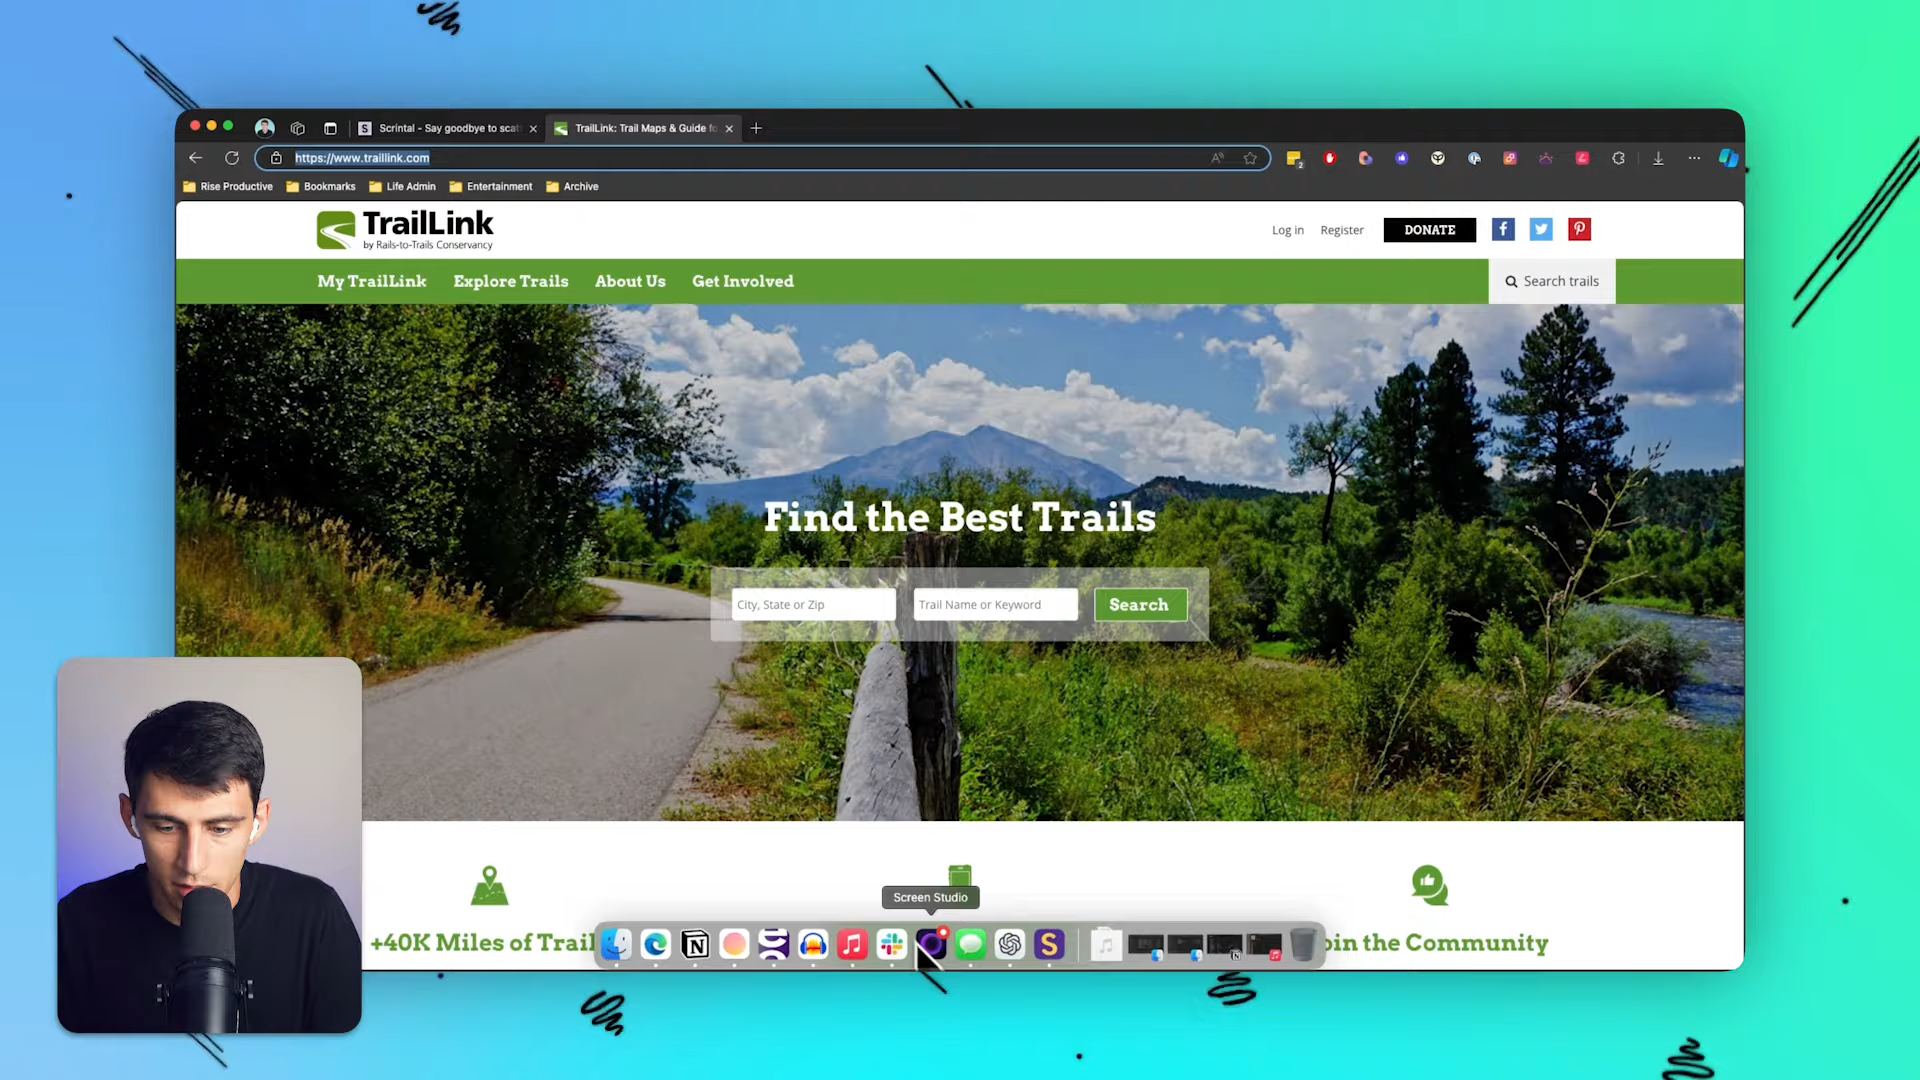 Scrintal - Say goodbye to scat
TrailLink: Trail Maps & Guide fo
https://www.traillink.com
Rise Productive
Bookmarks
Life Admin
Entertainment
Archive
TrailLink
by Rails-to-Trails Conservancy
Log in
Register
DONATE
My TrailLink
Explore Trails
About Us
Get Involved
Search trails
Find the Best Trails
City, State or Zip
Trail Name or Keyword
Search
Screen Studio
+40K Miles of Trail
oin the Community